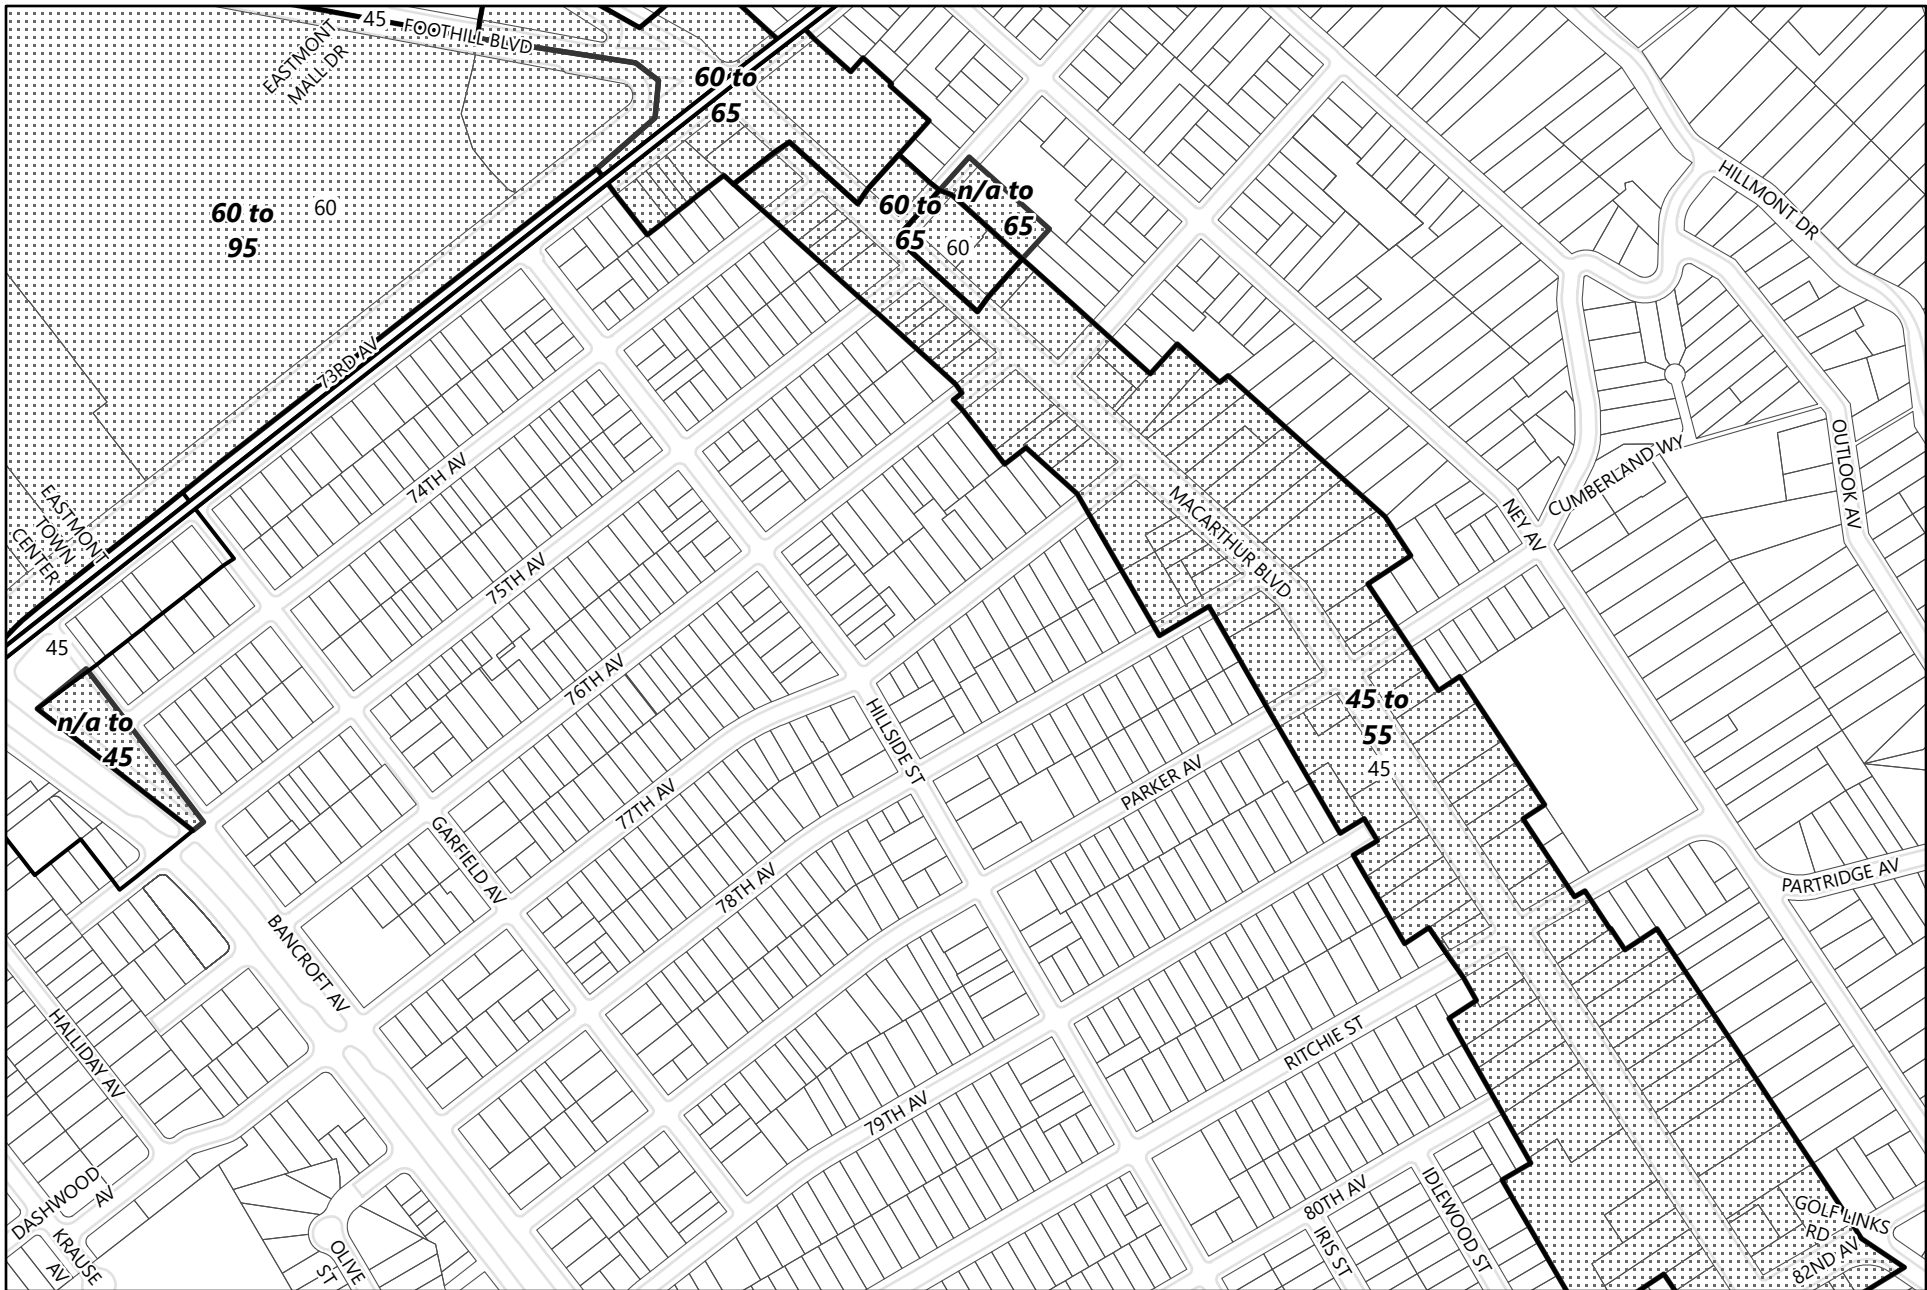 45
FOOTHILL BLVD
EASTMONT
MALL DR
60 to
65
60 to
95
60
n/a to
65
60 to
65
60
HILLMONT DR
73RD AV
74TH AV
75TH AV
76TH AV
77TH AV
78TH AV
79TH AV
80TH AV
EASTMONT
TOWN
CENTER
45
n/a to
45
MACARTHUR BLVD
NEY AV
CUMBERLAND WY
OUTLOOK AV
HILLSIDE ST
PARKER AV
45 to
55
45
GARFIELD AV
PARTRIDGE AV
BANCROFT AV
HALLIDAY AV
RITCHIE ST
DASHWOOD
AV
KRAUSE
AV
OLIVE
ST
IRIS ST
IDLEWOOD ST
GOLF LINKS
RD
82ND AV